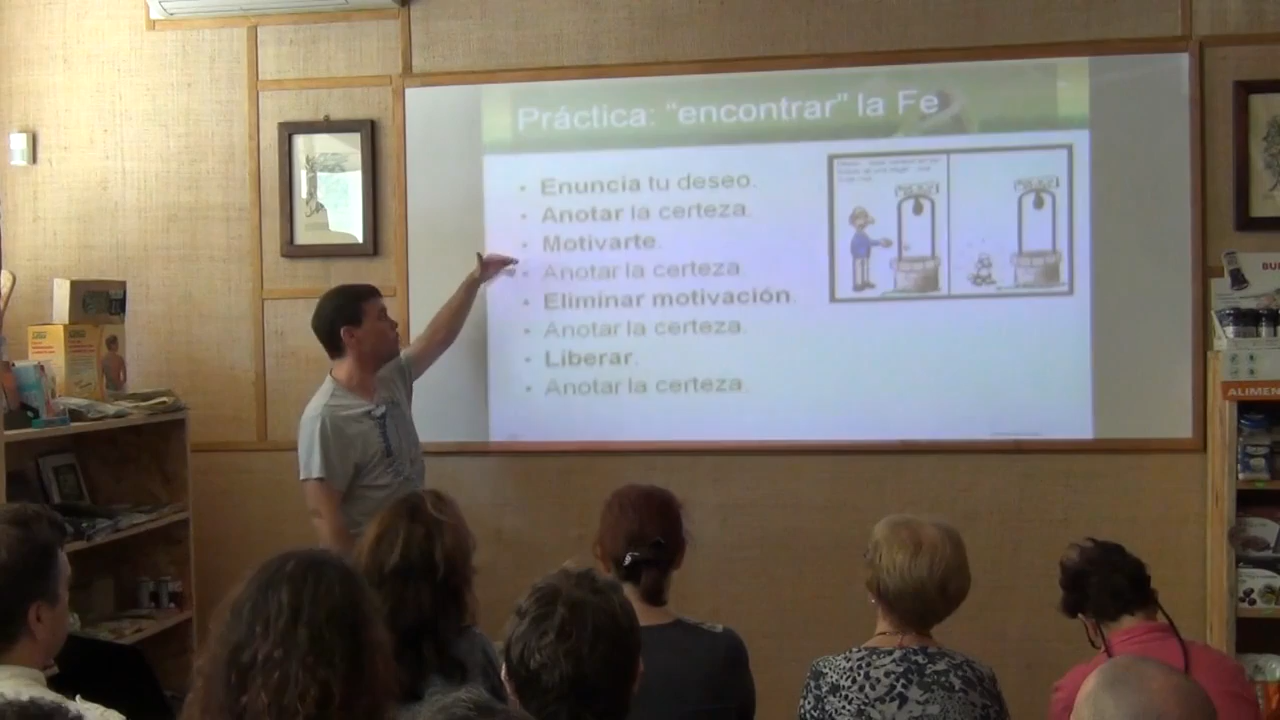 Práctica: “encontrar” la Fe
• Enuncia tu deseo.
• Anotar la certeza.
• Motivarte.
• Anotar la certeza.
• Eliminar motivación.
• Anotar la certeza.
• Liberar.
• Anotar la certeza.
ALIMEN